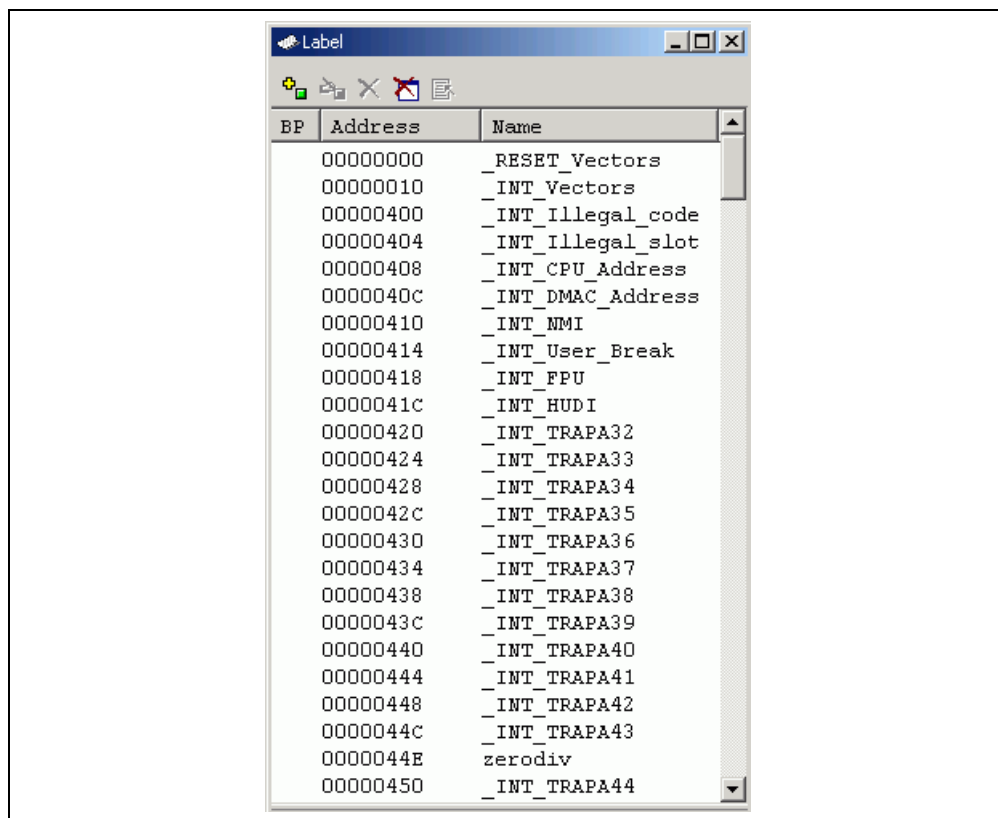 Label
BP Address Name
00000000 _RESET_Vectors
00000010 _INT_Vectors
00000400 _INT_Illegal_code
00000404 _INT_Illegal_slot
00000408 _INT_CPU_Address
0000040C _INT_DMAC_Address
00000410 _INT_NMI
00000414 _INT_User_Break
00000418 _INT_FPU
0000041C _INT_HUDI
00000420 _INT_TRAPA32
00000424 _INT_TRAPA33
00000428 _INT_TRAPA34
0000042C _INT_TRAPA35
00000430 _INT_TRAPA36
00000434 _INT_TRAPA37
00000438 _INT_TRAPA38
0000043C _INT_TRAPA39
00000440 _INT_TRAPA40
00000444 _INT_TRAPA41
00000448 _INT_TRAPA42
0000044C _INT_TRAPA43
0000044E zerodiv
00000450 _INT_TRAPA44